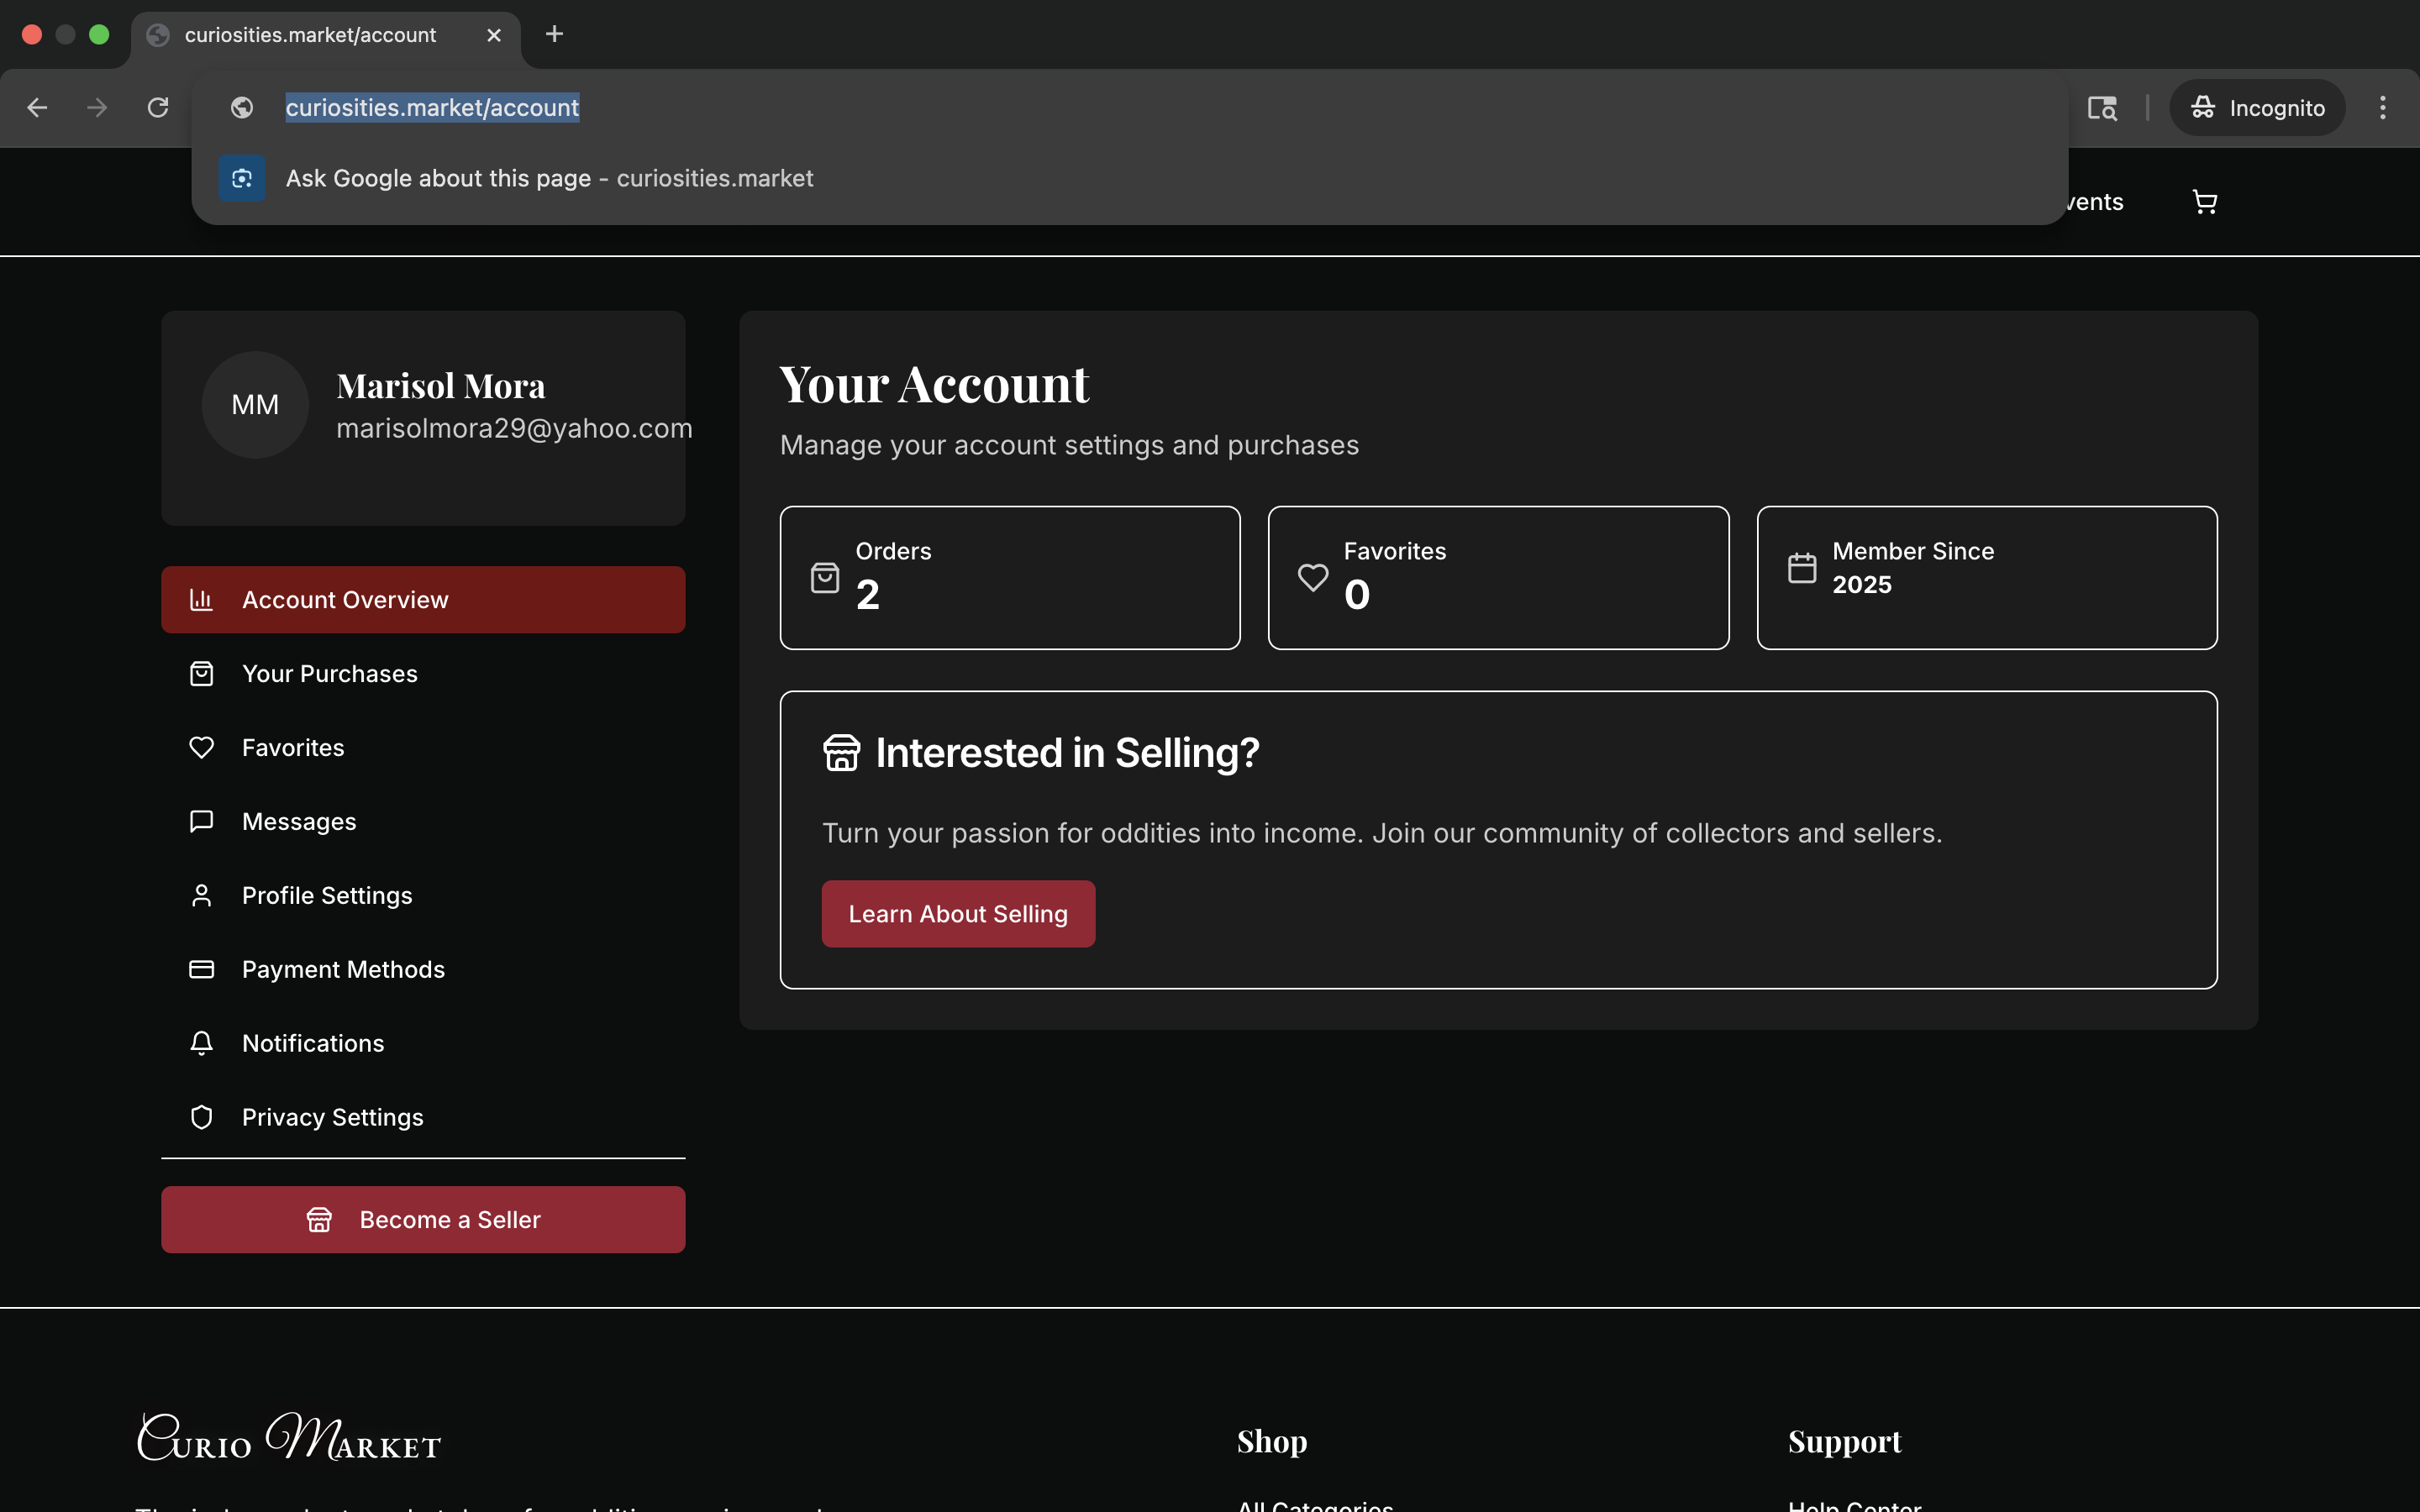 curiosities.market/account
curiosities.market/account
Incognito
Ask Google about this page - curiosities.market
MM
Marisol Mora
marisolmora29@yahoo.com
Account Overview
Your Purchases
Favorites
Messages
Profile Settings
Payment Methods
Notifications
Privacy Settings
Become a Seller
Your Account
Manage your account settings and purchases
Orders
2
Favorites
0
Member Since
2025
Interested in Selling?
Turn your passion for oddities into income. Join our community of collectors and sellers.
Learn About Selling
Curio Market
Shop
All Categories
Support
Help Center